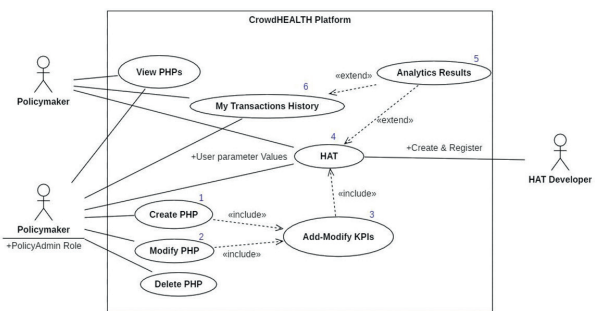 CrowdHEALTH Platform
View PHPs
5
Analytics Results
«extend»
6
My Transactions History
Policymaker
«extend»
4
HAT
+User parameter Values
+Create & Register
HAT Developer
«include»
1
Create PHP
«include»
3
Add-Modify KPIs
Policymaker
+PolicyAdmin Role
2
Modify PHP
«include»
Delete PHP